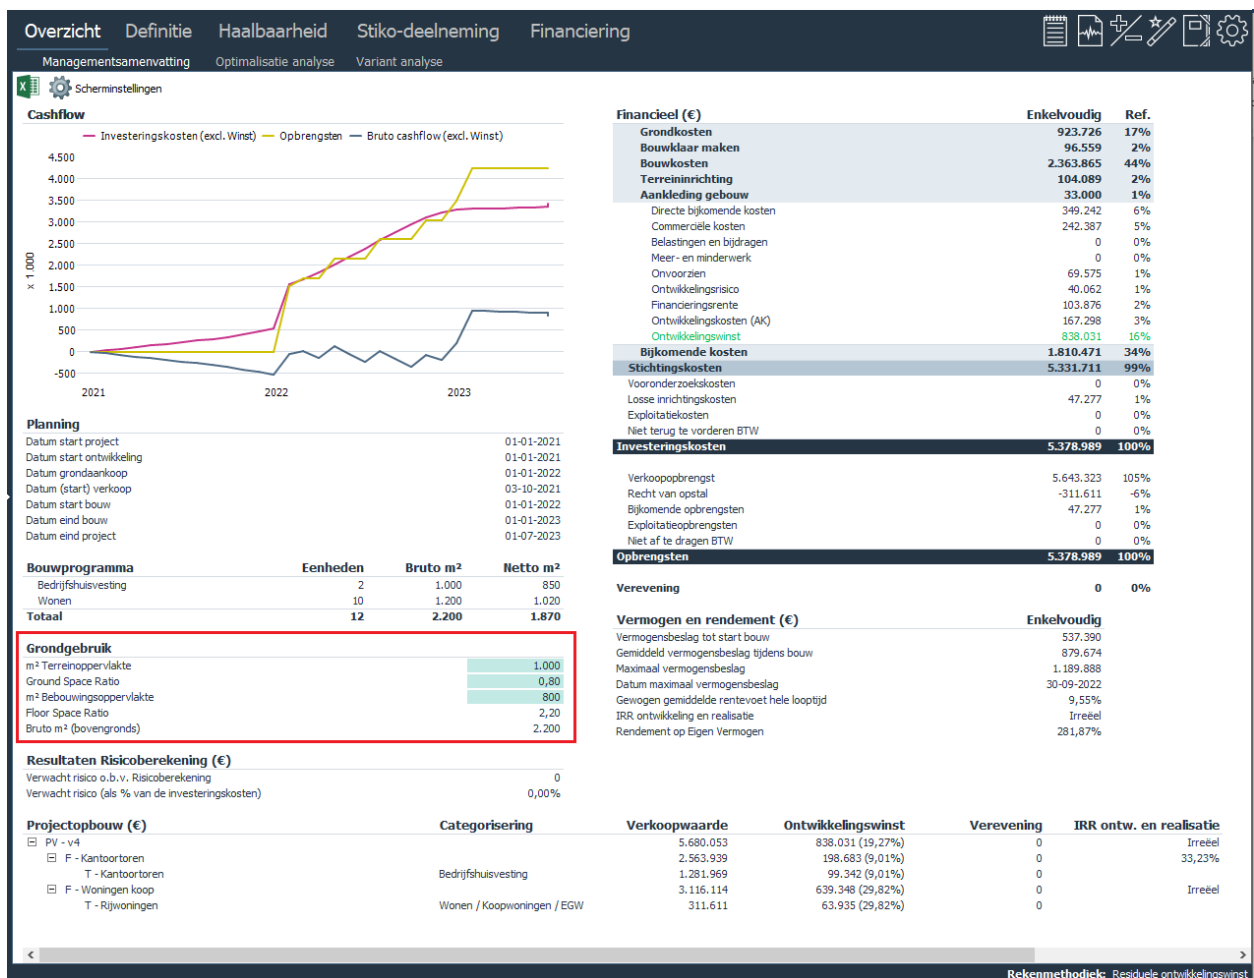 Overzicht Definitie Haalbaarheid Stiko-deelneming Financiering
Managementsamenvatting Optimalisatie analyse Variant analyse
Scherminstellingen
Cashflow
Investeringskosten (excl. Winst) Opbrengsten Bruto cashflow (excl. Winst)
x 1.000
4.500
4.000
3.500
3.000
2.500
2.000
1.500
1.000
500
0
-500
2021 2022 2023
Planning
Datum start project 01-01-2021
Datum start ontwikkeling 01-01-2021
Datum grondaankoop 01-01-2022
Datum (start) verkoop 03-10-2021
Datum start bouw 01-01-2022
Datum eind bouw 01-01-2023
Datum eind project 01-07-2023
Bouwprogramma Eenheden Bruto m² Netto m²
Bedrijfshuisvesting 2 1.000 850
Wonen 10 1.200 1.020
Totaal 12 2.200 1.870
Grondgebruik
m² Terreinoppervlakte 1.000
Ground Space Ratio 0,80
m² Bebouwingsoppervlakte 800
Floor Space Ratio 2,20
Bruto m² (bovengronds) 2.200
Resultaten Risicoberekening (€)
Verwacht risico o.b.v. Risicoberekening 0
Verwacht risico (als % van de investeringskosten) 0,00%
Financieel (€) Enkelvoudig Ref.
Grondkosten 923.726 17%
Bouwklaar maken 96.559 2%
Bouwkosten 2.363.865 44%
Terreininrichting 104.089 2%
Aankleding gebouw 33.000 1%
Directe bijkomende kosten 349.242 6%
Commerciële kosten 242.387 5%
Belastingen en bijdragen 0 0%
Meer- en minderwerk 0 0%
Onvoorzien 69.575 1%
Ontwikkelingsrisico 40.062 1%
Financieringsrente 103.876 2%
Ontwikkelingskosten (AK) 167.298 3%
Ontwikkelingswinst 838.031 16%
Bijkomende kosten 1.810.471 34%
Stichtingskosten 5.331.711 99%
Vooronderzoekskosten 0 0%
Losse inrichtingskosten 47.277 1%
Exploitatiekosten 0 0%
Niet terug te vorderen BTW 0 0%
Investeringskosten 5.378.989 100%
Verkoopopbrengst 5.643.323 105%
Recht van opstal -311.611 -6%
Bijkomende opbrengsten 47.277 1%
Exploitatieopbrengsten 0 0%
Niet af te dragen BTW 0 0%
Opbrengsten 5.378.989 100%
Verevening 0 0%
Vermogen en rendement (€) Enkelvoudig
Vermogensbeslag tot start bouw 537.390
Gemiddeld vermogensbeslag tijdens bouw 879.674
Maximaal vermogensbeslag 1.189.888
Datum maximaal vermogensbeslag 30-09-2022
Gewogen gemiddelde rentevoet hele looptijd 9,55%
IRR ontwikkeling en realisatie Irreëel
Rendement op Eigen Vermogen 281,87%
Projectopbouw (€) Categorisering Verkoopwaarde Ontwikkelingswinst Verevening IRR ontw. en realisatie
PV - v4 5.680.053 838.031 (19,27%) 0 Irreëel
F - Kantoortoren 2.563.939 198.683 (9,01%) 0 33,23%
T - Kantoortoren Bedrijfshuisvesting 1.281.969 99.342 (9,01%) 0
F - Woningen koop 3.116.114 639.348 (29,82%) 0 Irreëel
T - Rijwoningen Wonen / Koopwoningen / EGW 311.611 63.935 (29,82%) 0
Rekenmethodiek: Residuele ontwikkelingswinst